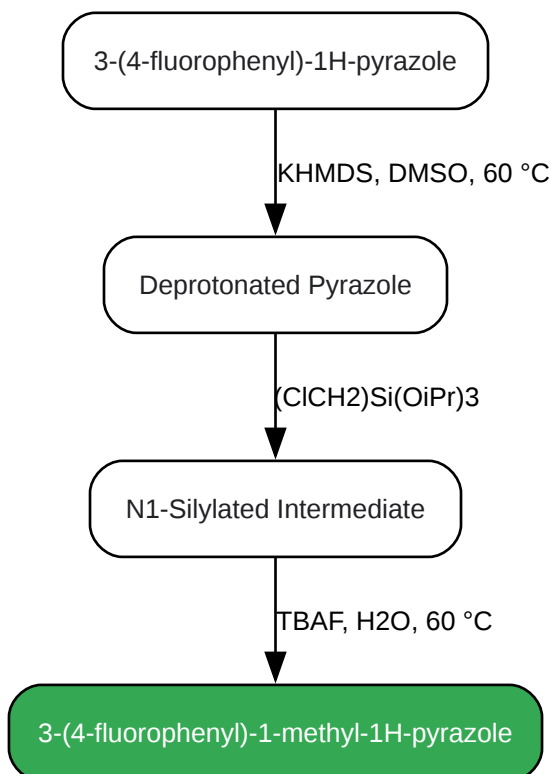 3-(4-fluorophenyl)-1H-pyrazole
KHMDS, DMSO, 60 °C
Deprotonated Pyrazole
(ClCH2)Si(OiPr)3
N1-Silylated Intermediate
TBAF, H2O, 60 °C
3-(4-fluorophenyl)-1-methyl-1H-pyrazole